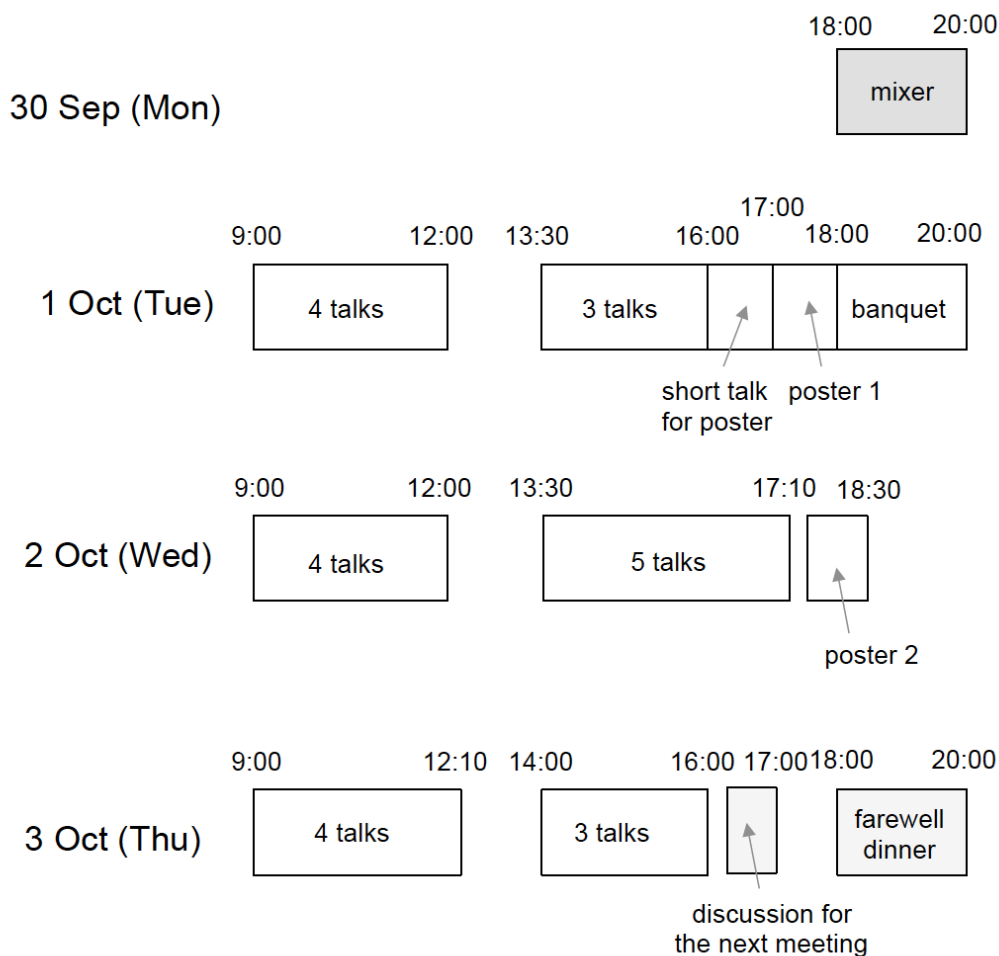 18:00 20:00
30 Sep (Mon) mixer
17:00
9:00 12:00 13:30 16:00 18:00 20:00
1 Oct (Tue) 4 talks 3 talks banquet
short talk poster 1
for poster
9:00 12:00 13:30 17:10 18:30
2 Oct (Wed) 4 talks 5 talks
poster 2
9:00 12:10 14:00 16:00 17:00 18:00 20:00
3 Oct (Thu) 4 talks 3 talks farewell
dinner
discussion for
the next meeting